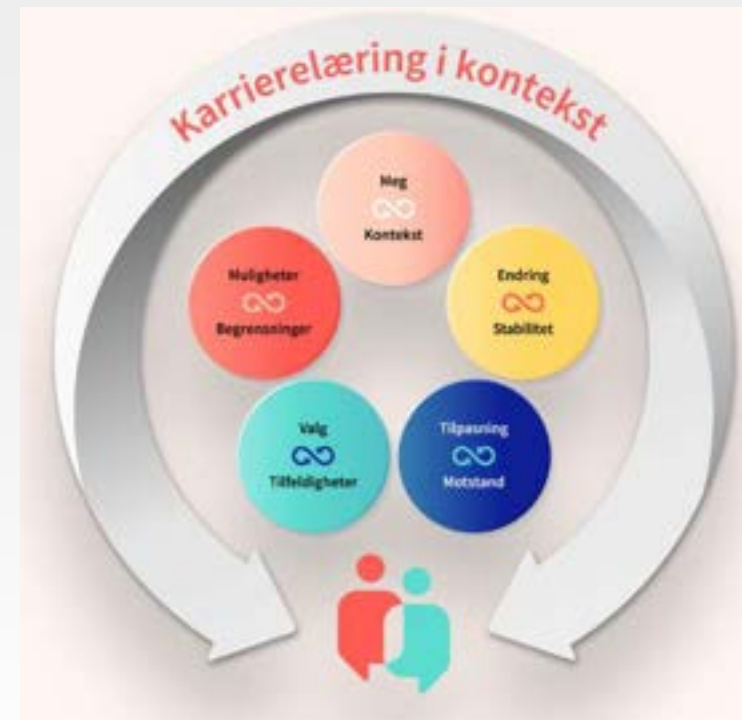 Karrierelæring i kontekst
Meg
Kontekst
Muligheter
Begrensninger
Endring
Stabilitet
Valg
Tilfeldigheter
Tilpasning
Motstand